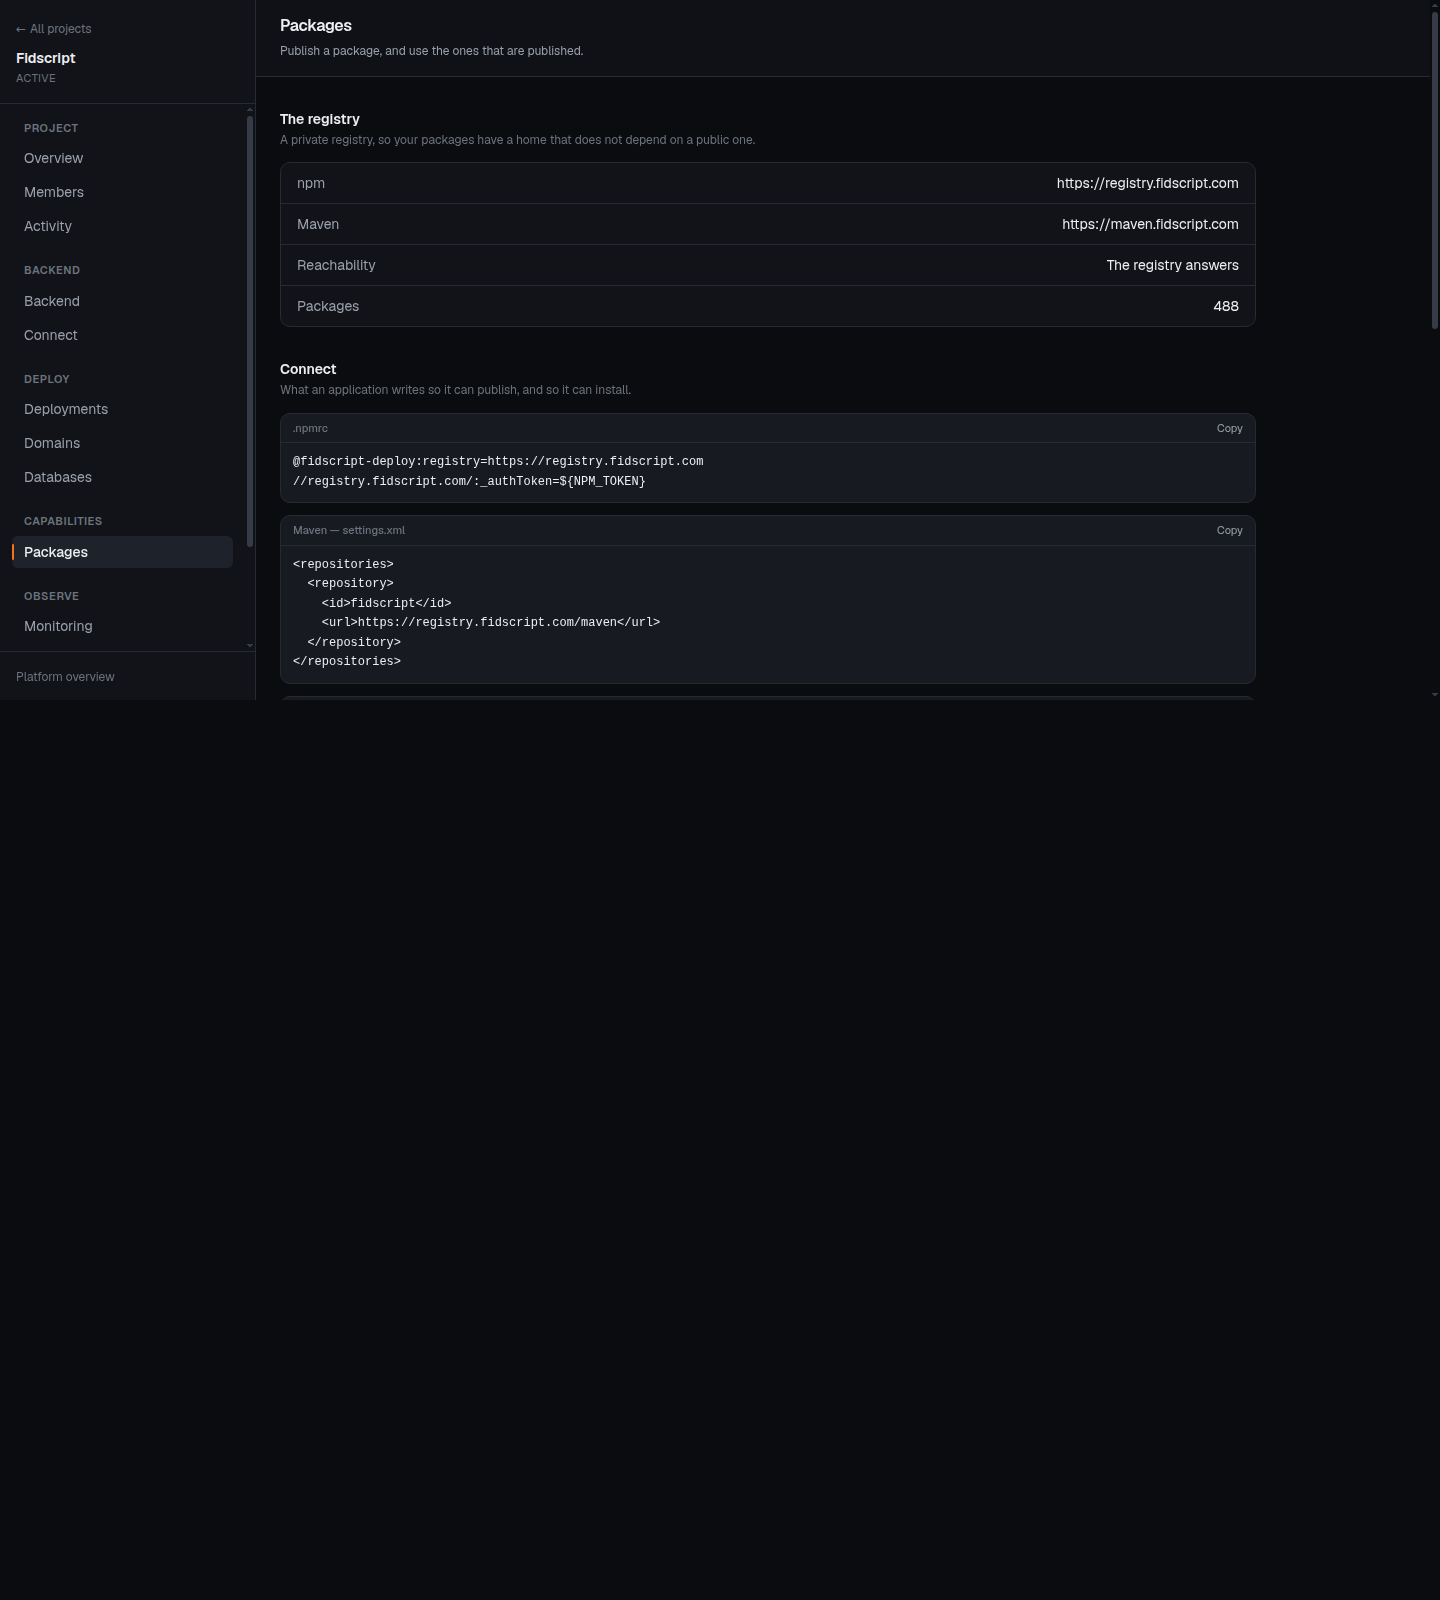 ← All projects
Fidscript
ACTIVE
PROJECT
Overview
Members
Activity
BACKEND
Backend
Connect
DEPLOY
Deployments
Domains
Databases
CAPABILITIES
Packages
OBSERVE
Monitoring
Platform overview
Packages
Publish a package, and use the ones that are published.
The registry
A private registry, so your packages have a home that does not depend on a public one.
npm https://registry.fidscript.com
Maven https://maven.fidscript.com
Reachability The registry answers
Packages 488
Connect
What an application writes so it can publish, and so it can install.
.npmrc Copy
@fidscript-deploy:registry=https://registry.fidscript.com
//registry.fidscript.com/:_authToken=${NPM_TOKEN}
Maven — settings.xml Copy
<repositories>
  <repository>
    <id>fidscript</id>
    <url>https://registry.fidscript.com/maven</url>
  </repository>
</repositories>